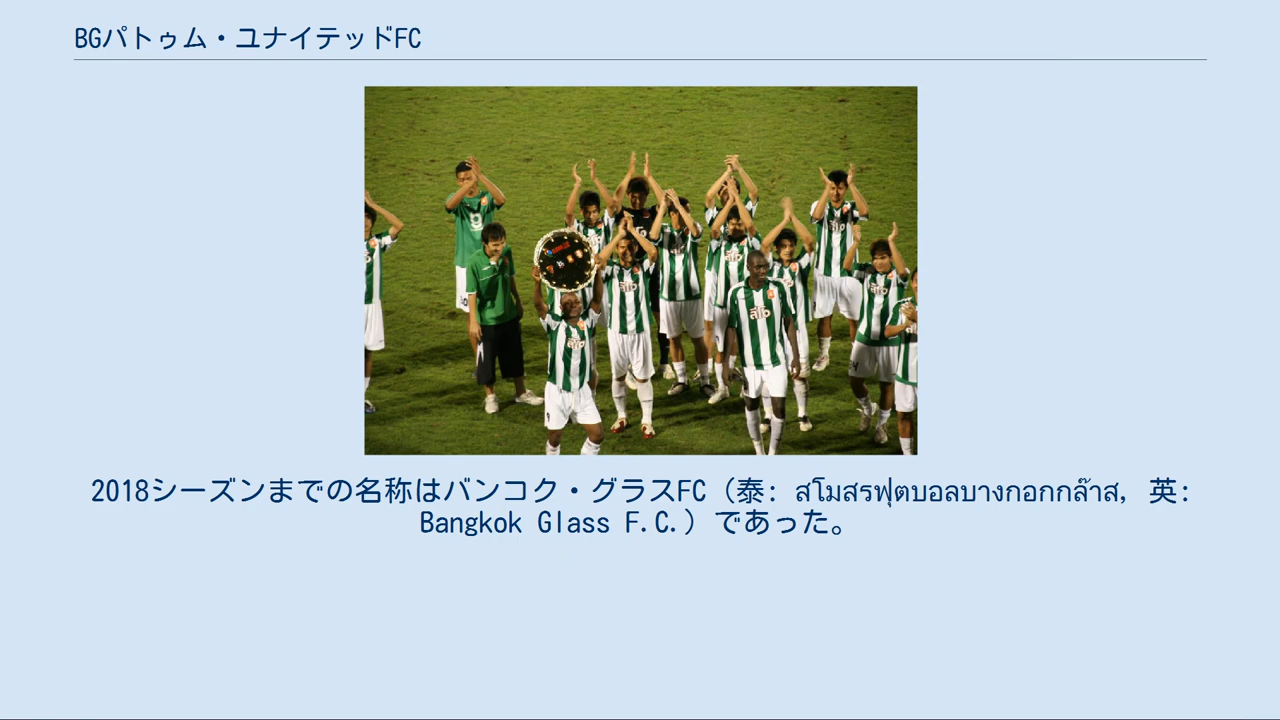 BGパトゥム・ユナイテッドFC
2018シーズンまでの名称はバンコク・グラスFC（泰: สโมสรฟุตบอลบางกอกกล๊าส, 英:
Bangkok Glass F.C.）であった。